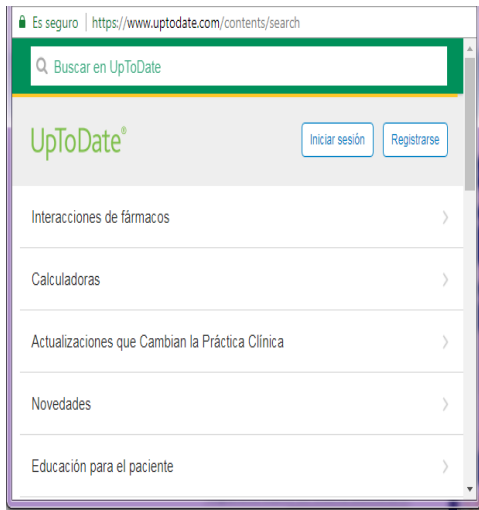 Es seguro | https://www.uptodate.com/contents/search
Buscar en UpToDate
UpToDate®
Iniciar sesión
Registrarse
Interacciones de fármacos
Calculadoras
Actualizaciones que Cambian la Práctica Clínica
Novedades
Educación para el paciente